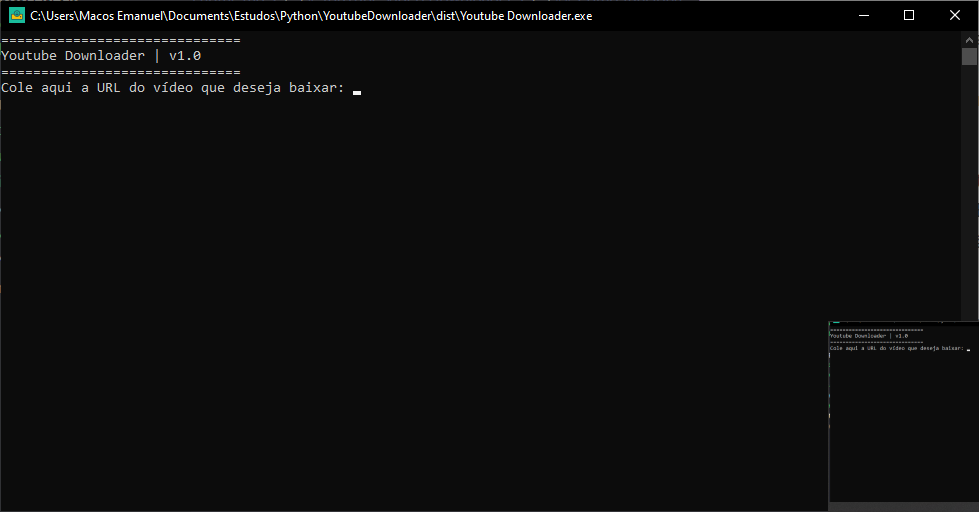 C:\Users\Macos Emanuel\Documents\Estudos\Python\YoutubeDownloader\dist\Youtube Downloader.exe
==============================
Youtube Downloader | v1.0
==============================
Cole aqui a URL do vídeo que deseja baixar:
==============================
Youtube Downloader | v1.0
==============================
Cole aqui a URL do vídeo que deseja baixar: